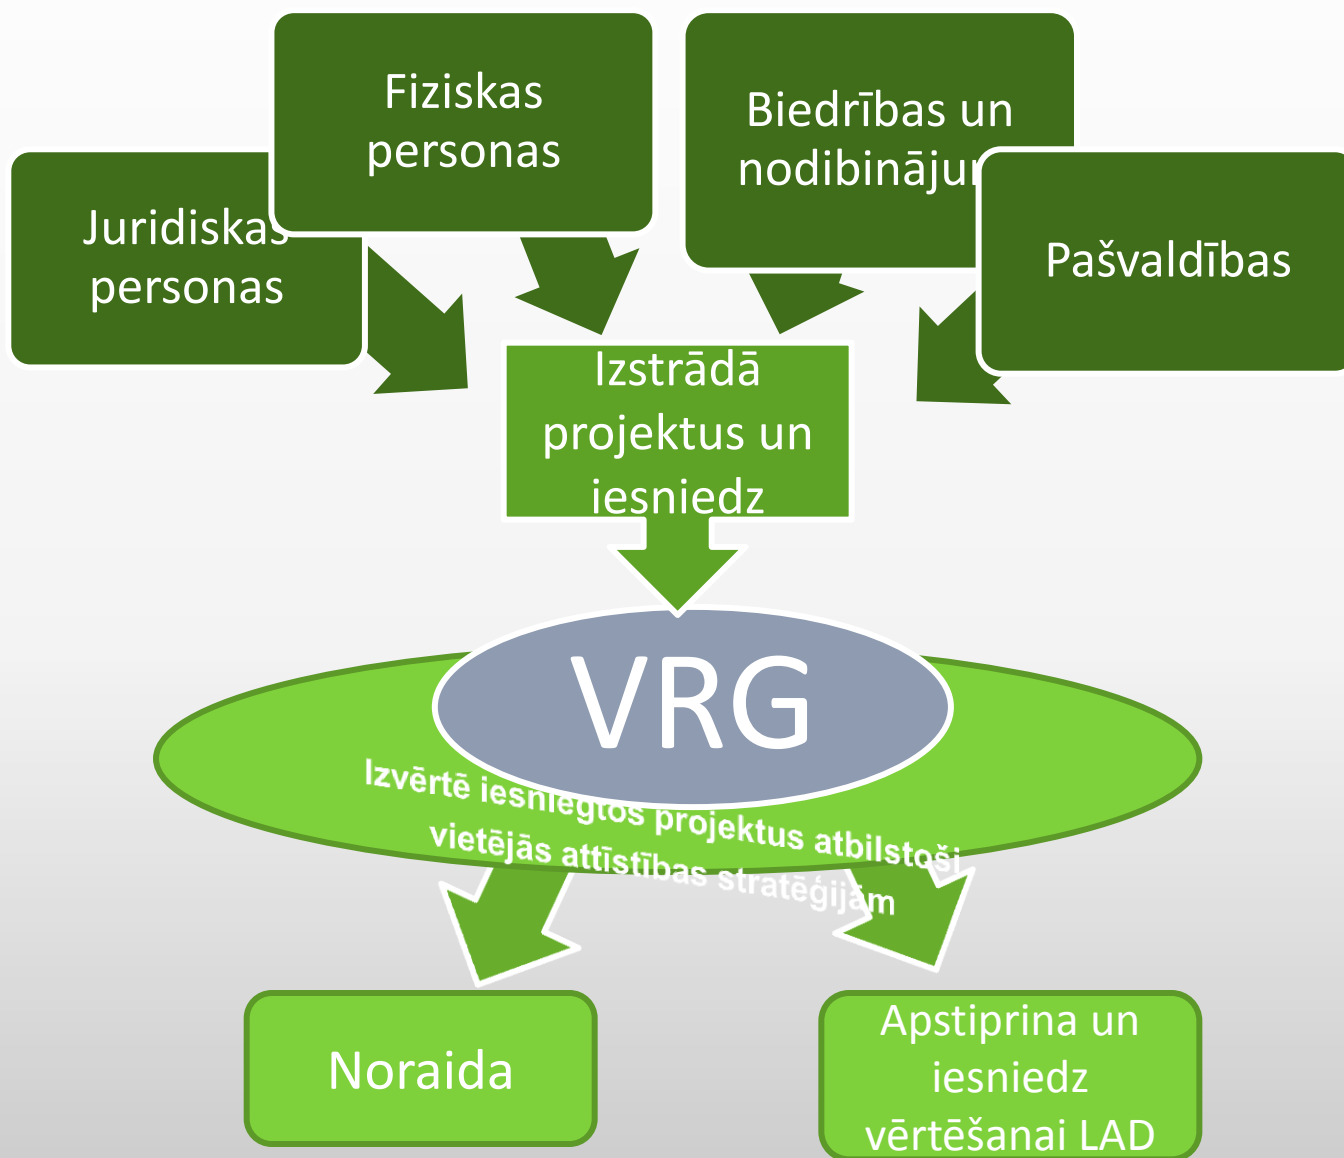 Fiziskas
personas
Biedrības un
nodibināju
Juridiskas
personas
Pašvaldības
Izstrādā
projektus un
iesniedz
VRG
Izvērtē iesniegtos projektus atbilstoši
vietējās attīstības stratēģijām
Noraida
Apstiprina un
iesniedz
vērtēšanai LAD